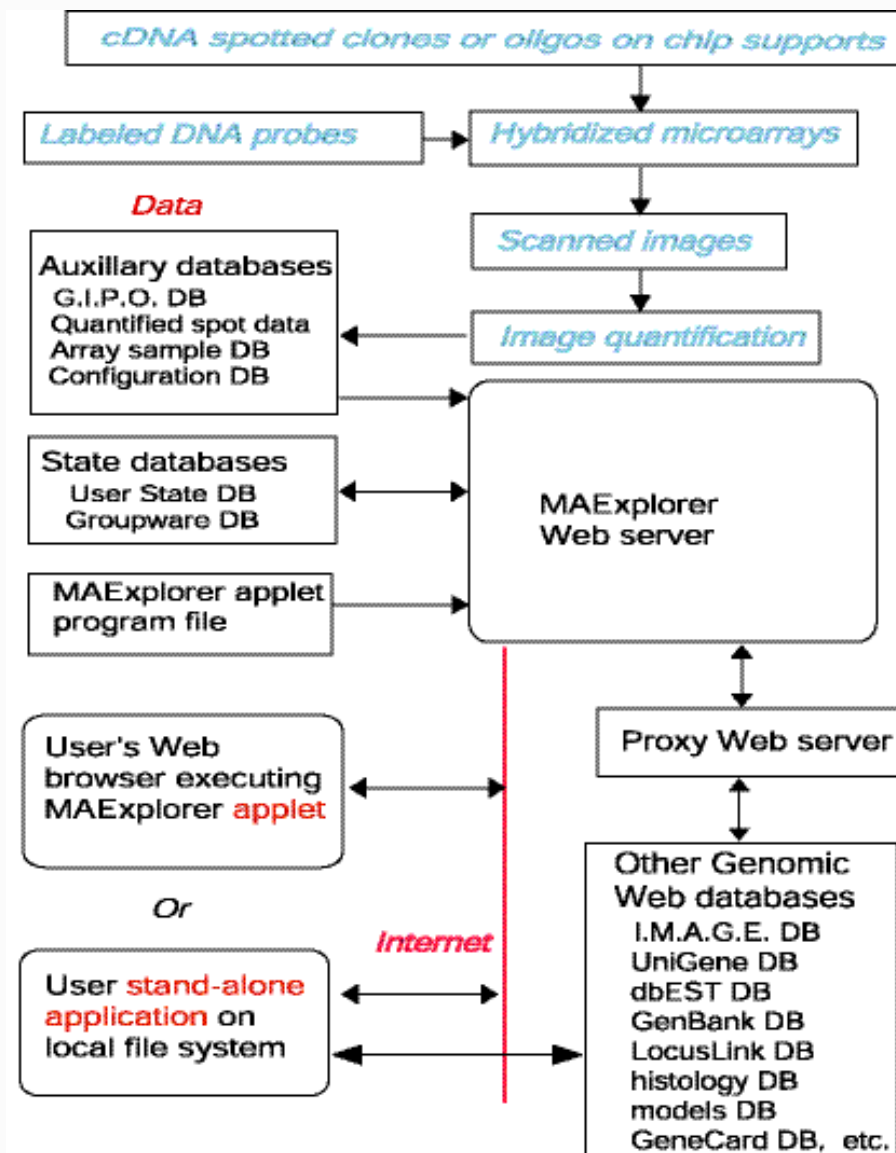 cDNA spotted clones or oligos on chip supports
Labeled DNA probes
Hybridized microarrays
Data
Scanned images
Auxillary databases
G.I.P.O. DB
Quantified spot data
Array sample DB
Configuration DB
Image quantification
State databases
User State DB
Groupware DB
MAExplorer
Web server
MAExplorer applet
program file
User's Web
browser executing
MAExplorer applet
Proxy Web server
Or
Internet
User stand-alone
application on
local file system
Other Genomic
Web databases
I.M.A.G.E. DB
UniGene DB
dbEST DB
GenBank DB
LocusLink DB
histology DB
models DB
GeneCard DB, etc.